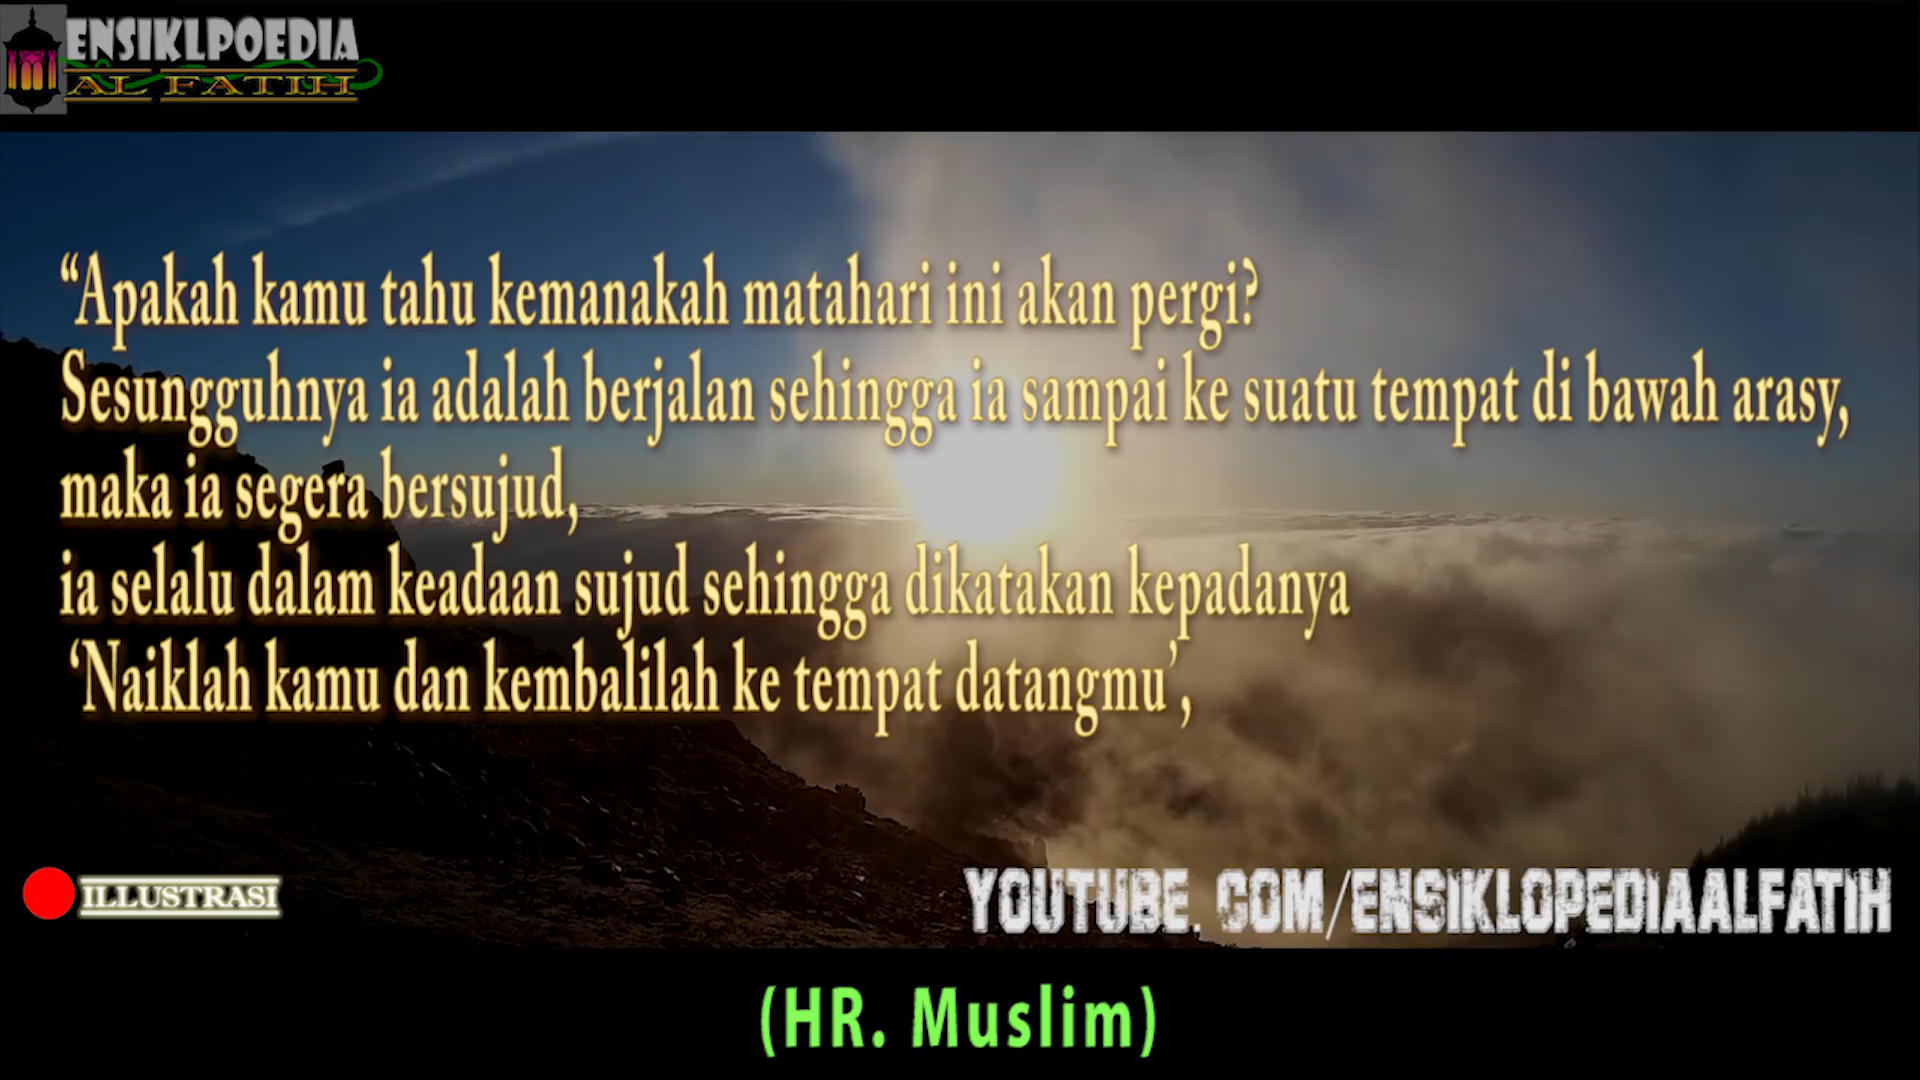 ENSIKLPOEDIA
AL FATIH
“Apakah kamu tahu kemanakah matahari ini akan pergi?
Sesungguhnya ia adalah berjalan sehingga ia sampai ke suatu tempat di bawah arasy,
maka ia segera bersujud,
ia selalu dalam keadaan sujud sehingga dikatakan kepadanya
‘Naiklah kamu dan kembalilah ke tempat datangmu’,
ILLUSTRASI
YOUTUBE.COM/ENSIKLOPEDIAALFATIH
(HR. Muslim)